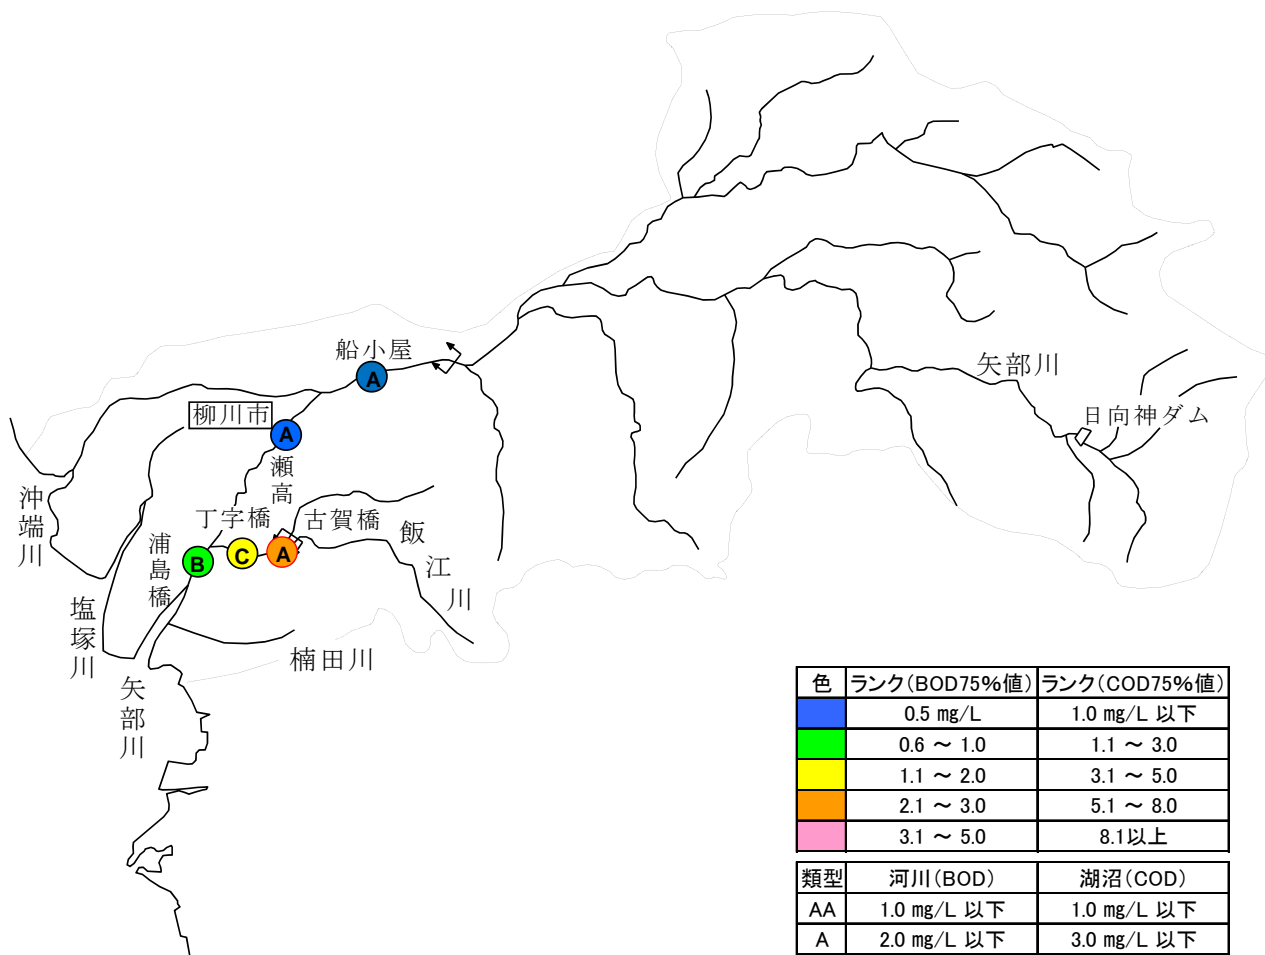 船小屋
A
矢部川
柳川市
日向神ダム
A
瀬高
沖端川
丁字橋
古賀橋
飯江川
浦島橋
B
C
A
塩塚川
楠田川
矢部川
色 ランク(BOD75%値) ランク(COD75%値)
0.5 mg/L 1.0 mg/L 以下
0.6 ～ 1.0 1.1 ～ 3.0
1.1 ～ 2.0 3.1 ～ 5.0
2.1 ～ 3.0 5.1 ～ 8.0
3.1 ～ 5.0 8.1以上
類型 河川(BOD) 湖沼(COD)
AA 1.0 mg/L 以下 1.0 mg/L 以下
A 2.0 mg/L 以下 3.0 mg/L 以下